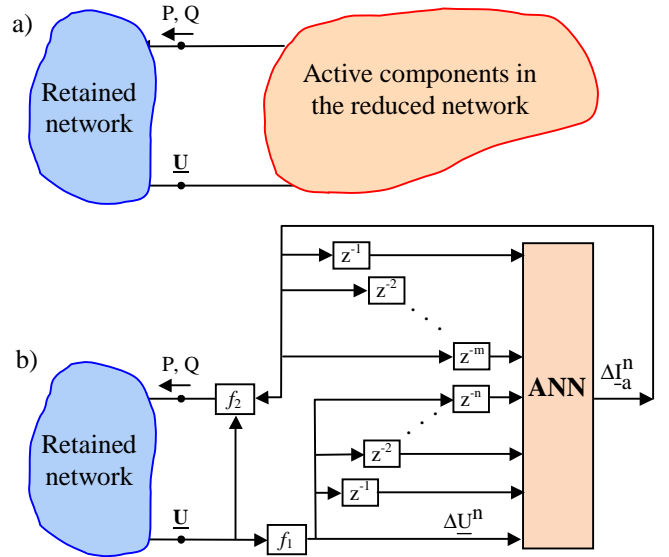 a)
P, Q
Retained
network
Active components in
the reduced network
U
z-1
z-2
. . .
z-m
b)
P, Q
f2
z-n
ANN
ΔIan
Retained
network
. . .
z-2
z-1
U
f1
ΔUn